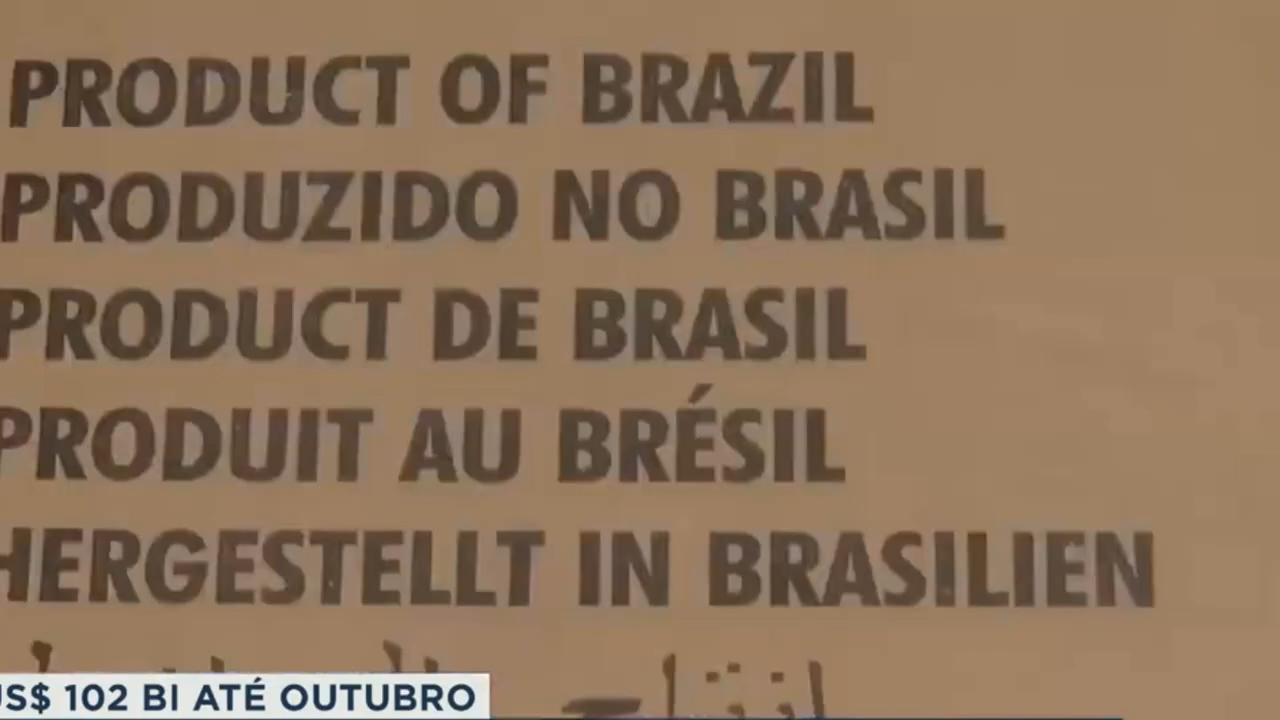 PRODUCT OF BRAZIL
PRODUZIDO NO BRASIL
PRODUCT DE BRASIL
PRODUIT AU BRÉSIL
HERGESTELLT IN BRASILIEN
US$ 102 BI ATÉ OUTUBRO